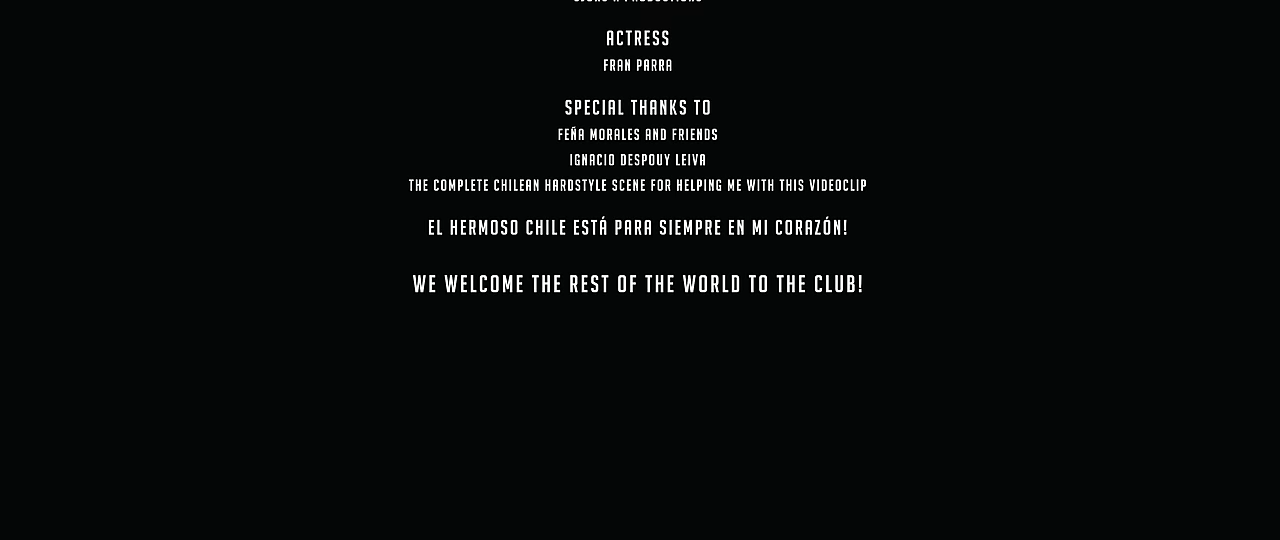 ACTRESS
FRAN PARRA
SPECIAL THANKS TO
FEÑA MORALES AND FRIENDS
IGNACIO DESPOUY LEIVA
THE COMPLETE CHILEAN HARDSTYLE SCENE FOR HELPING ME WITH THIS VIDEOCLIP
EL HERMOSO CHILE ESTÁ PARA SIEMPRE EN MI CORAZÓN!
WE WELCOME THE REST OF THE WORLD TO THE CLUB!